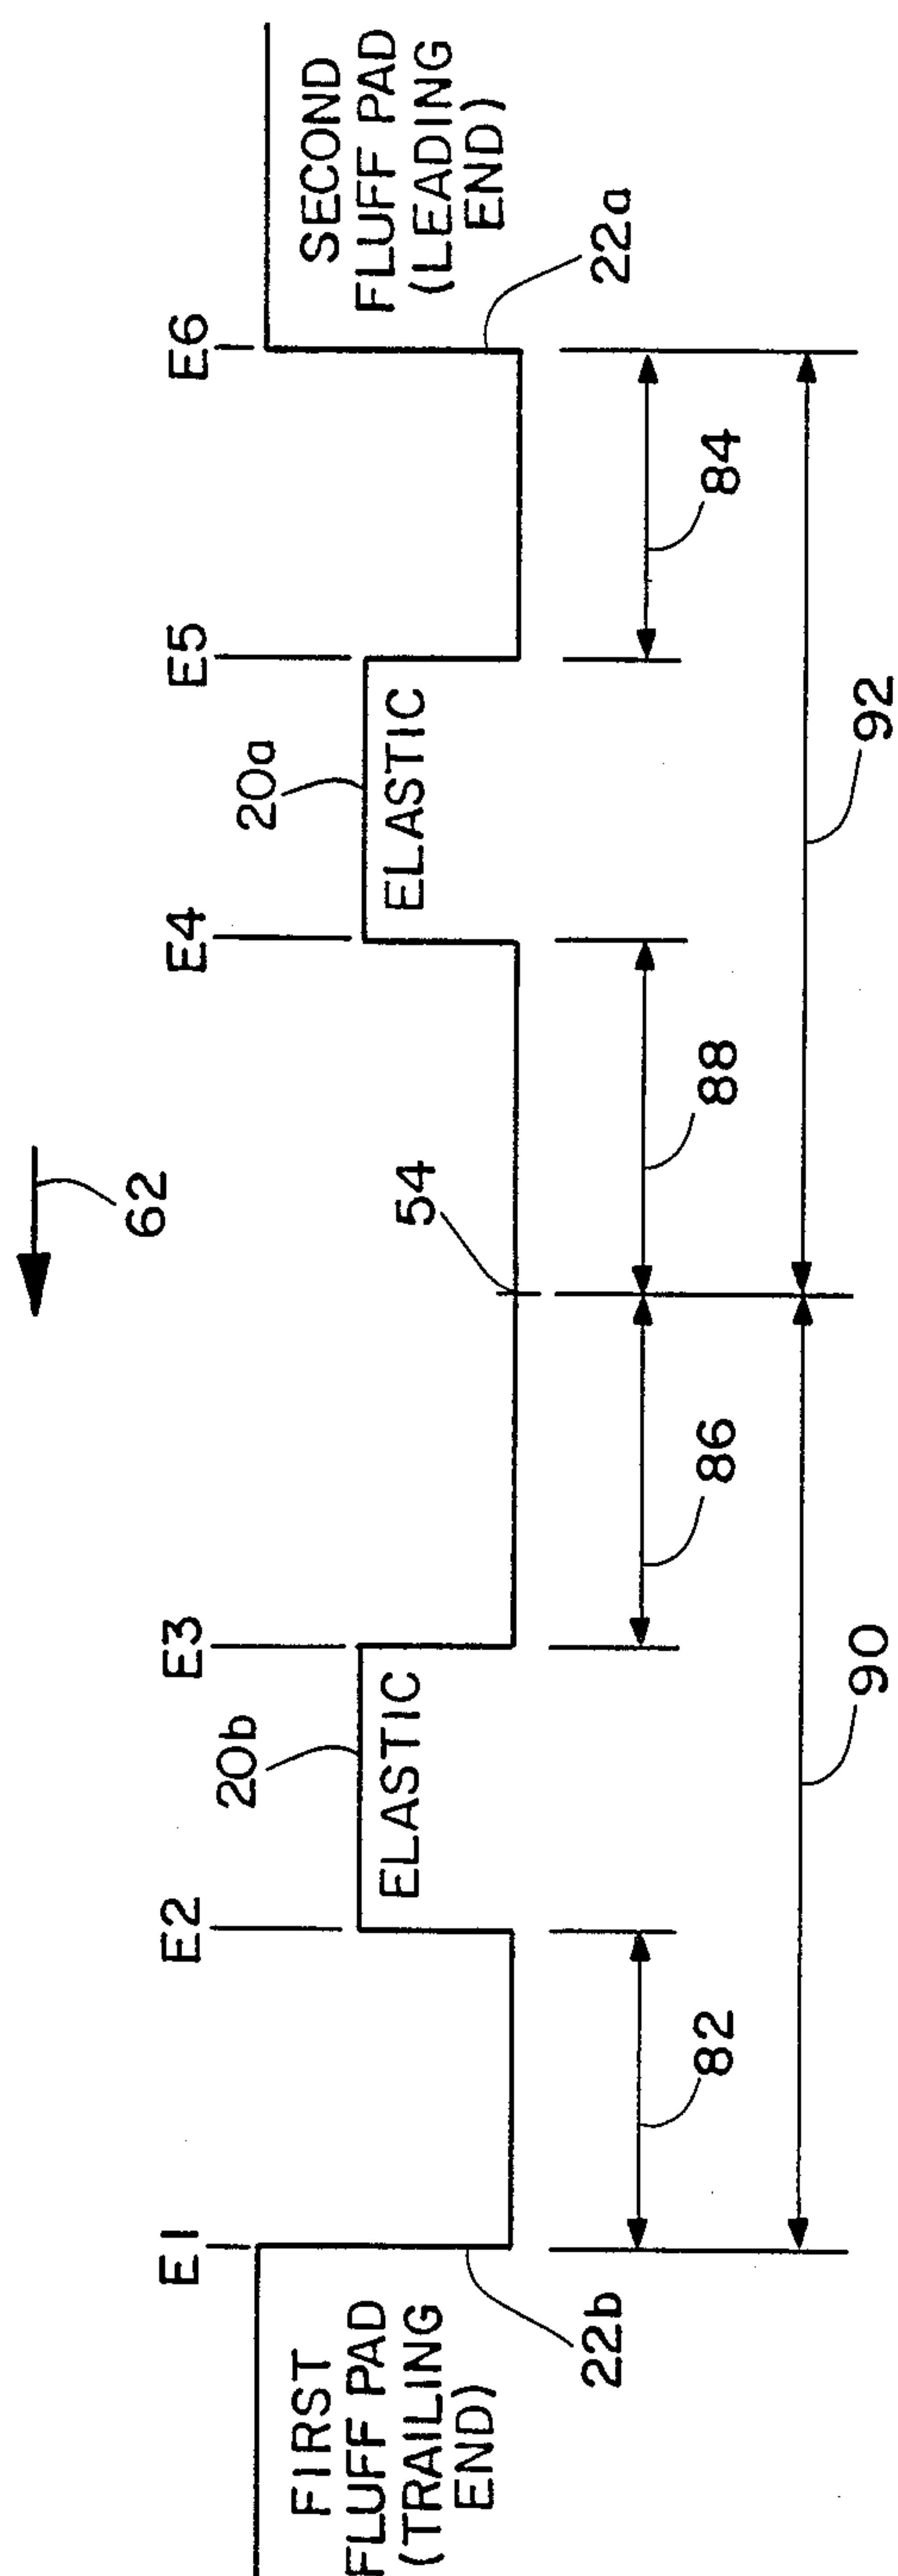 62
E1
E2
E3
E4
E5
E6
20b
20a
FIRST
FLUFF PAD
(TRAILING
END)
ELASTIC
54
ELASTIC
SECOND
FLUFF PAD
(LEADING
END)
22b
22a
82
86
88
84
90
92